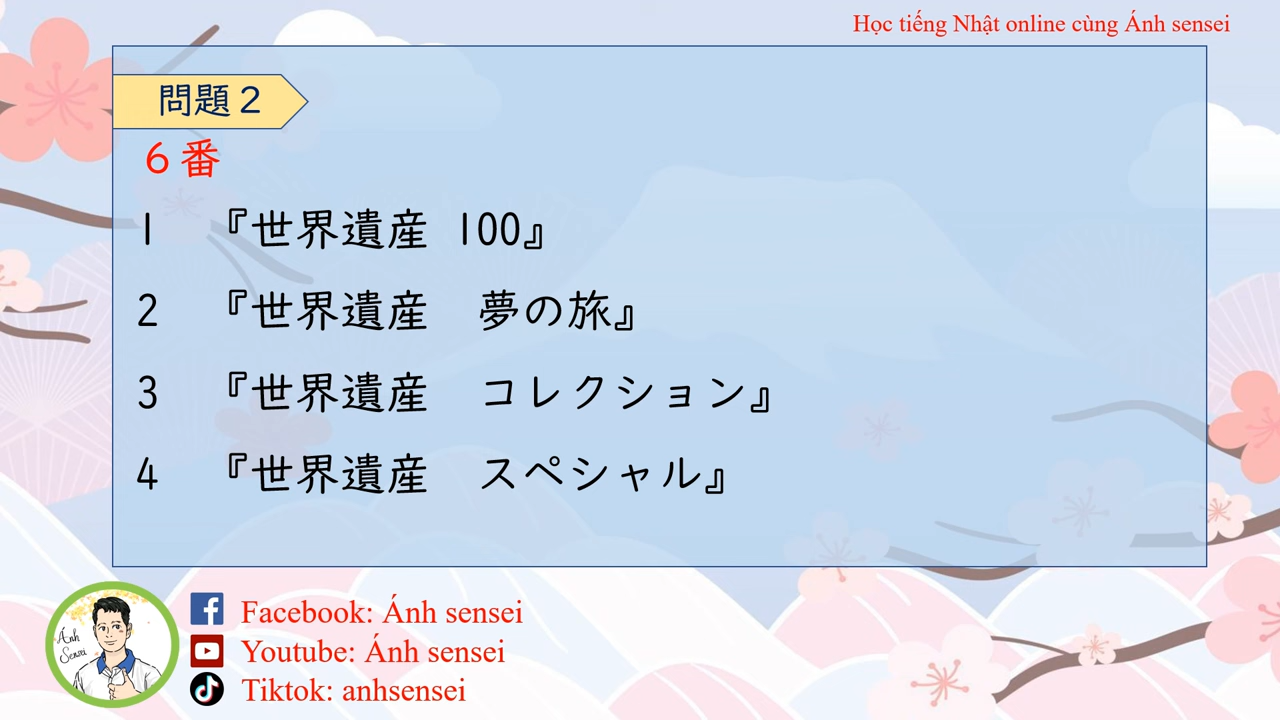 Học tiếng Nhật online cùng Ánh sensei
問題２
６番
1 『世界遺産 100』
2 『世界遺産　夢の旅』
3 『世界遺産　コレクション』
4 『世界遺産　スペシャル』
Ánh
Sensei
Facebook: Ánh sensei
Youtube: Ánh sensei
Tiktok: anhsensei